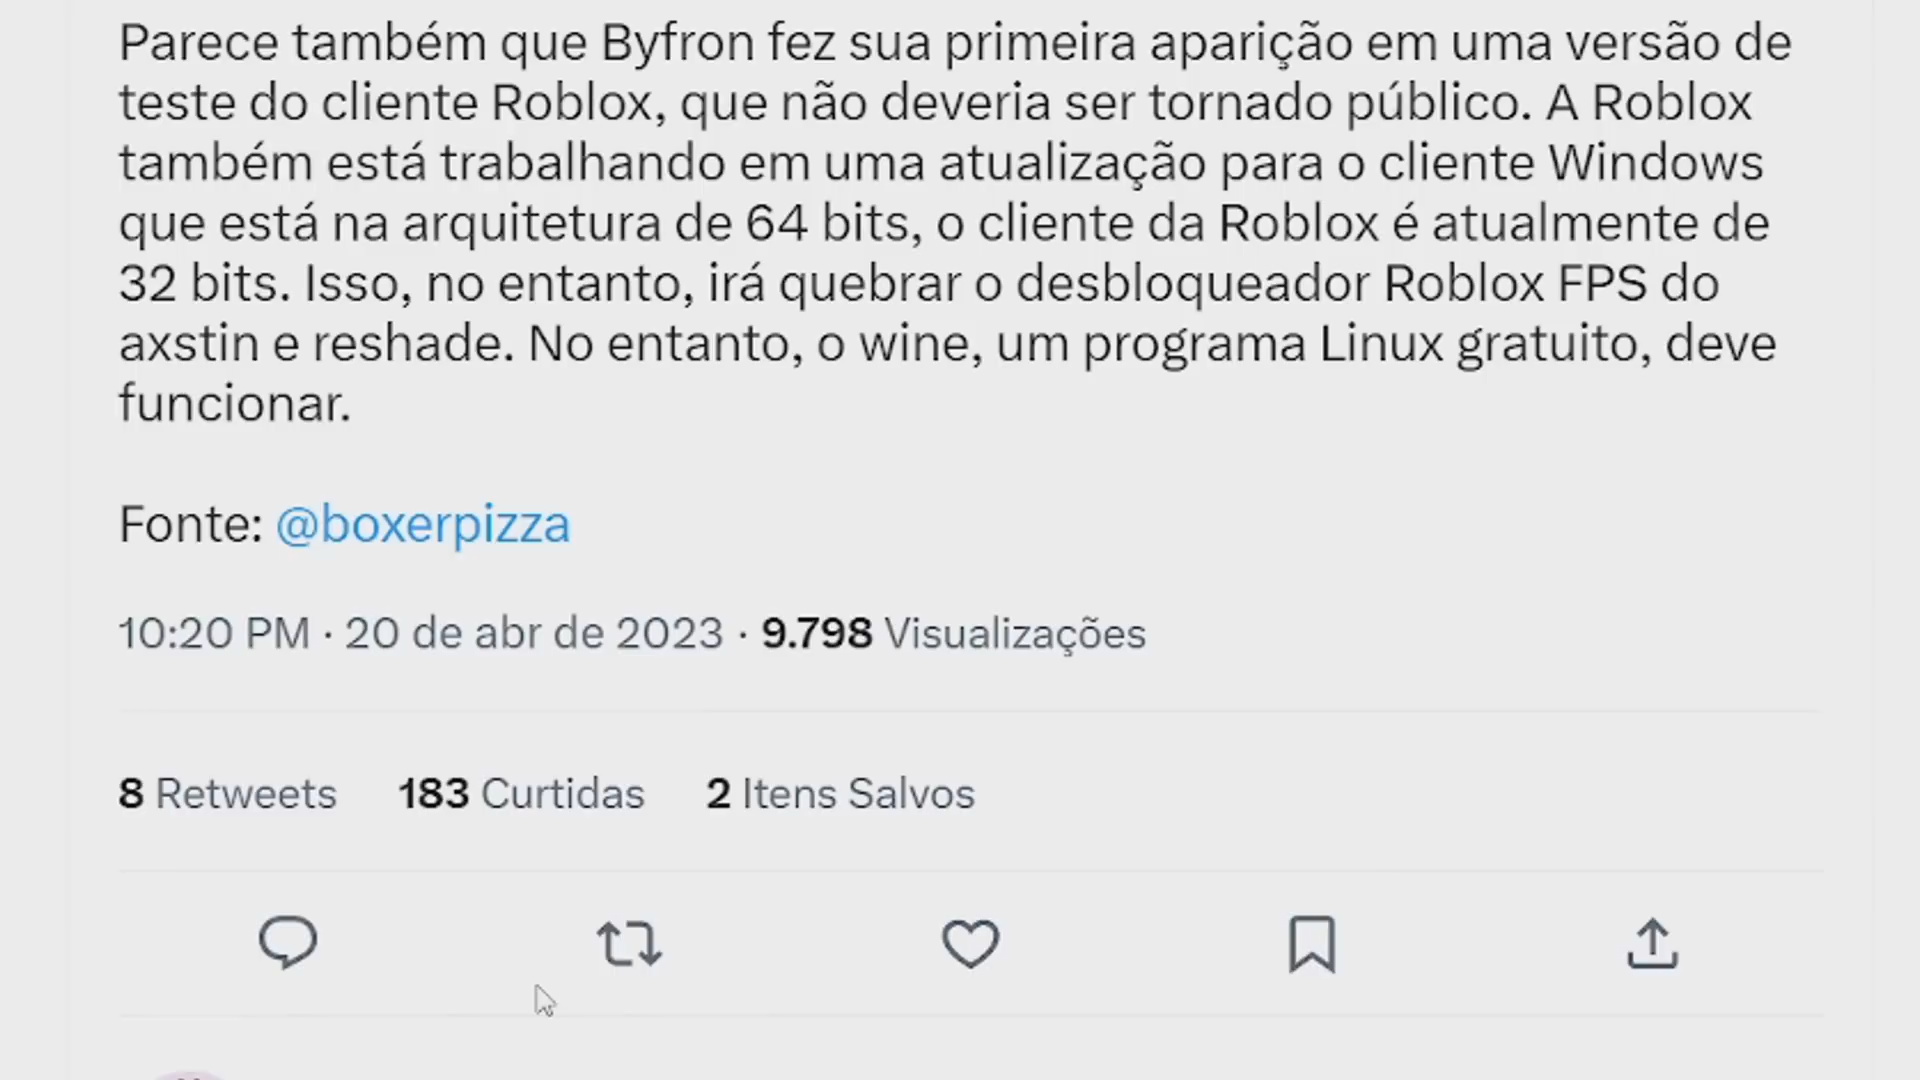 Parece também que Byfron fez sua primeira aparição em uma versão de
teste do cliente Roblox, que não deveria ser tornado público. A Roblox
também está trabalhando em uma atualização para o cliente Windows
que está na arquitetura de 64 bits, o cliente da Roblox é atualmente de
32 bits. Isso, no entanto, irá quebrar o desbloqueador Roblox FPS do
axstin e reshade. No entanto, o wine, um programa Linux gratuito, deve
funcionar.
Fonte: @boxerpizza
10:20 PM · 20 de abr de 2023 · 9.798 Visualizações
8 Retweets 183 Curtidas 2 Itens Salvos